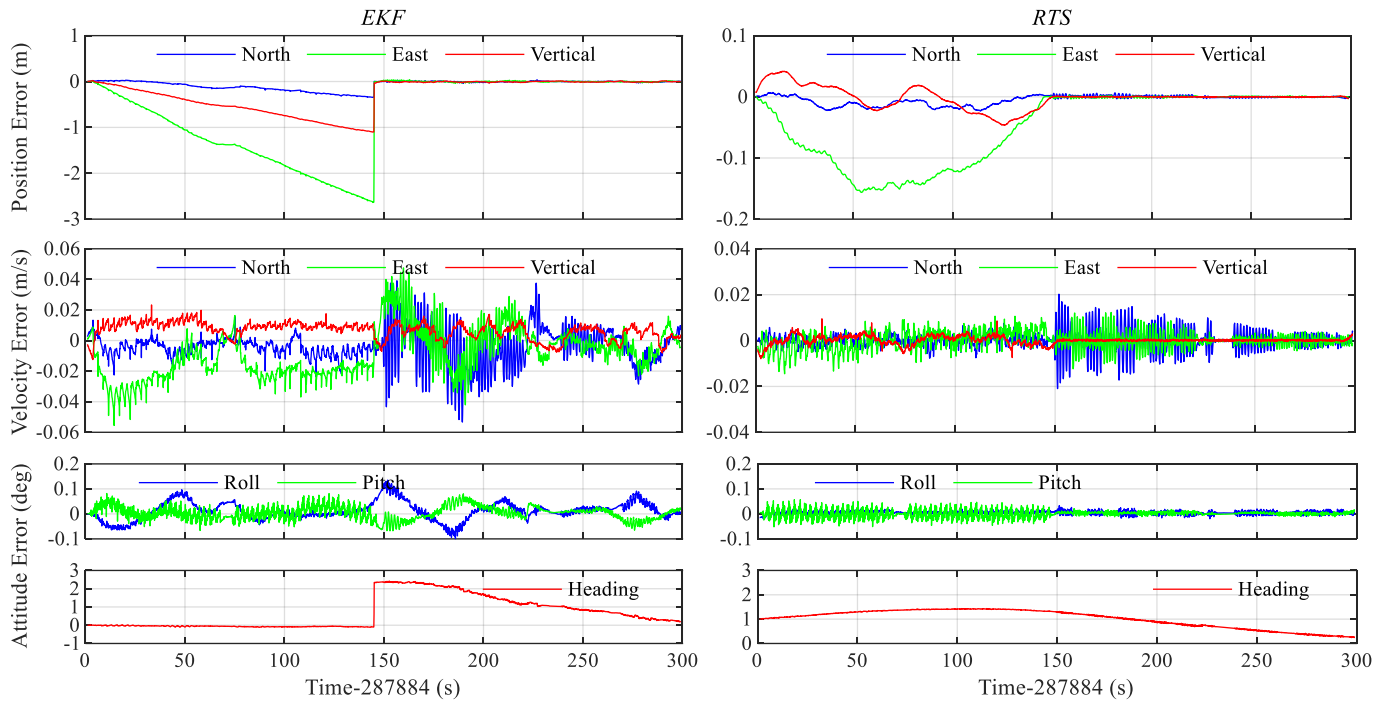 EKF
RTS
Position Error (m)
1
0
-1
-2
-3
North East Vertical
0.1
0
-0.1
-0.2
North East Vertical
Velocity Error (m/s)
0.06
0.04
0.02
0
-0.02
-0.04
-0.06
North East Vertical
0.04
0.02
0
-0.02
-0.04
North East Vertical
Attitude Error (deg)
0.2
0.1
0
-0.1
Roll Pitch
0.2
0.1
0
-0.1
Roll Pitch
3
2
1
0
-1
Heading
3
2
1
0
Heading
0 50 100 150 200 250 300
0 50 100 150 200 250 300
Time-287884 (s)
Time-287884 (s)